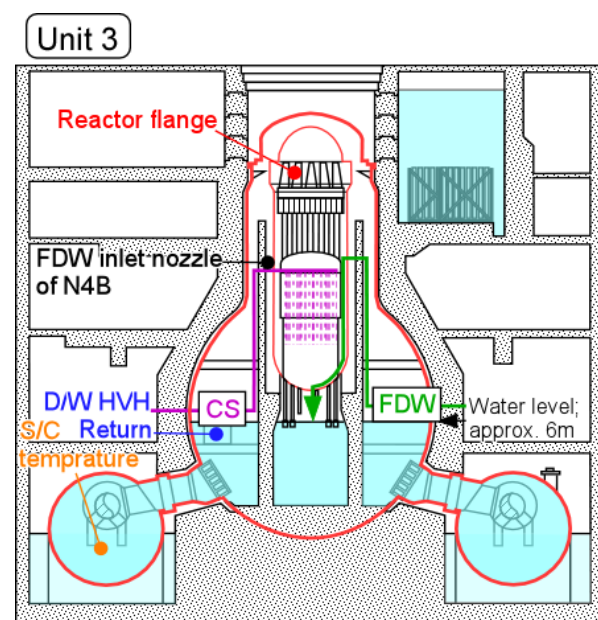 Unit 3
Reactor flange
FDW inlet nozzle
of N4B
D/W HVH
CS
FDW
Water level;
approx. 6m
S/C Return
temprature